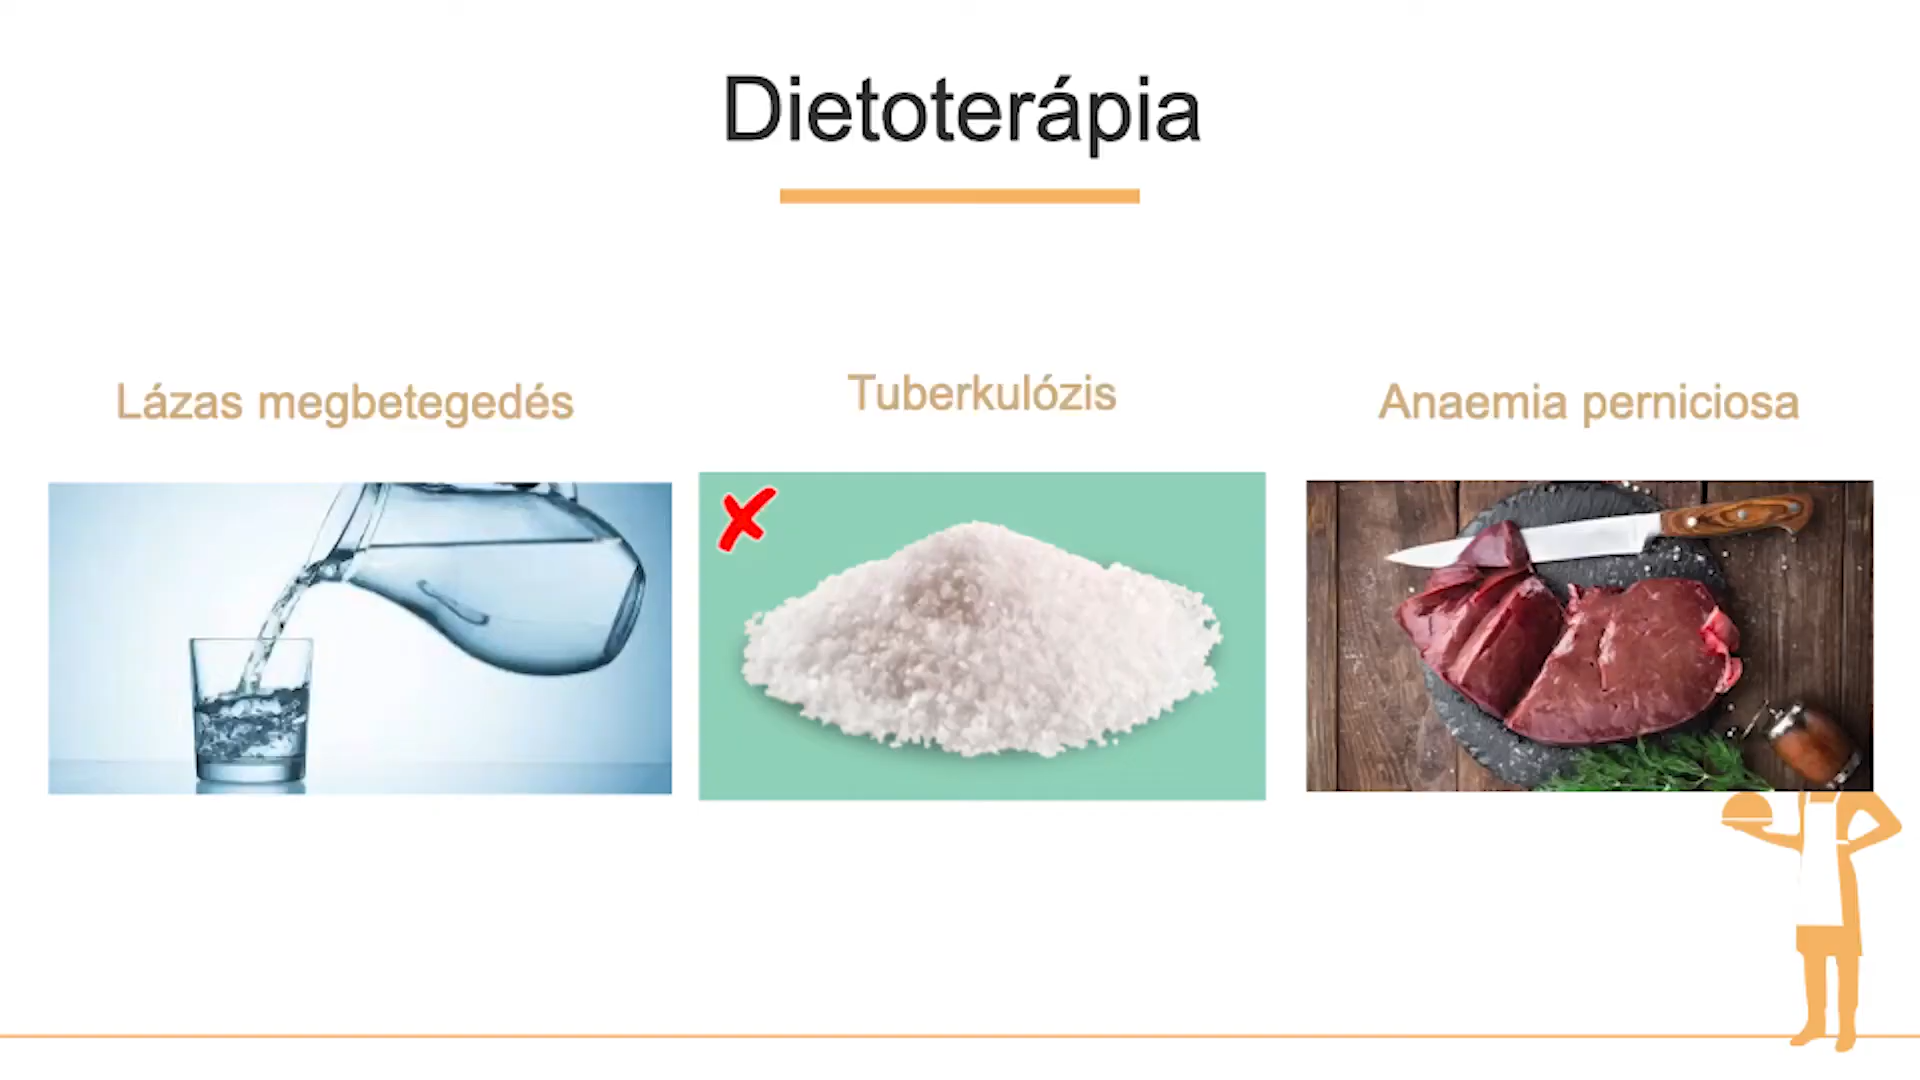 Dietoterápia
Lázas megbetegedés
Tuberkulózis
Anaemia perniciosa